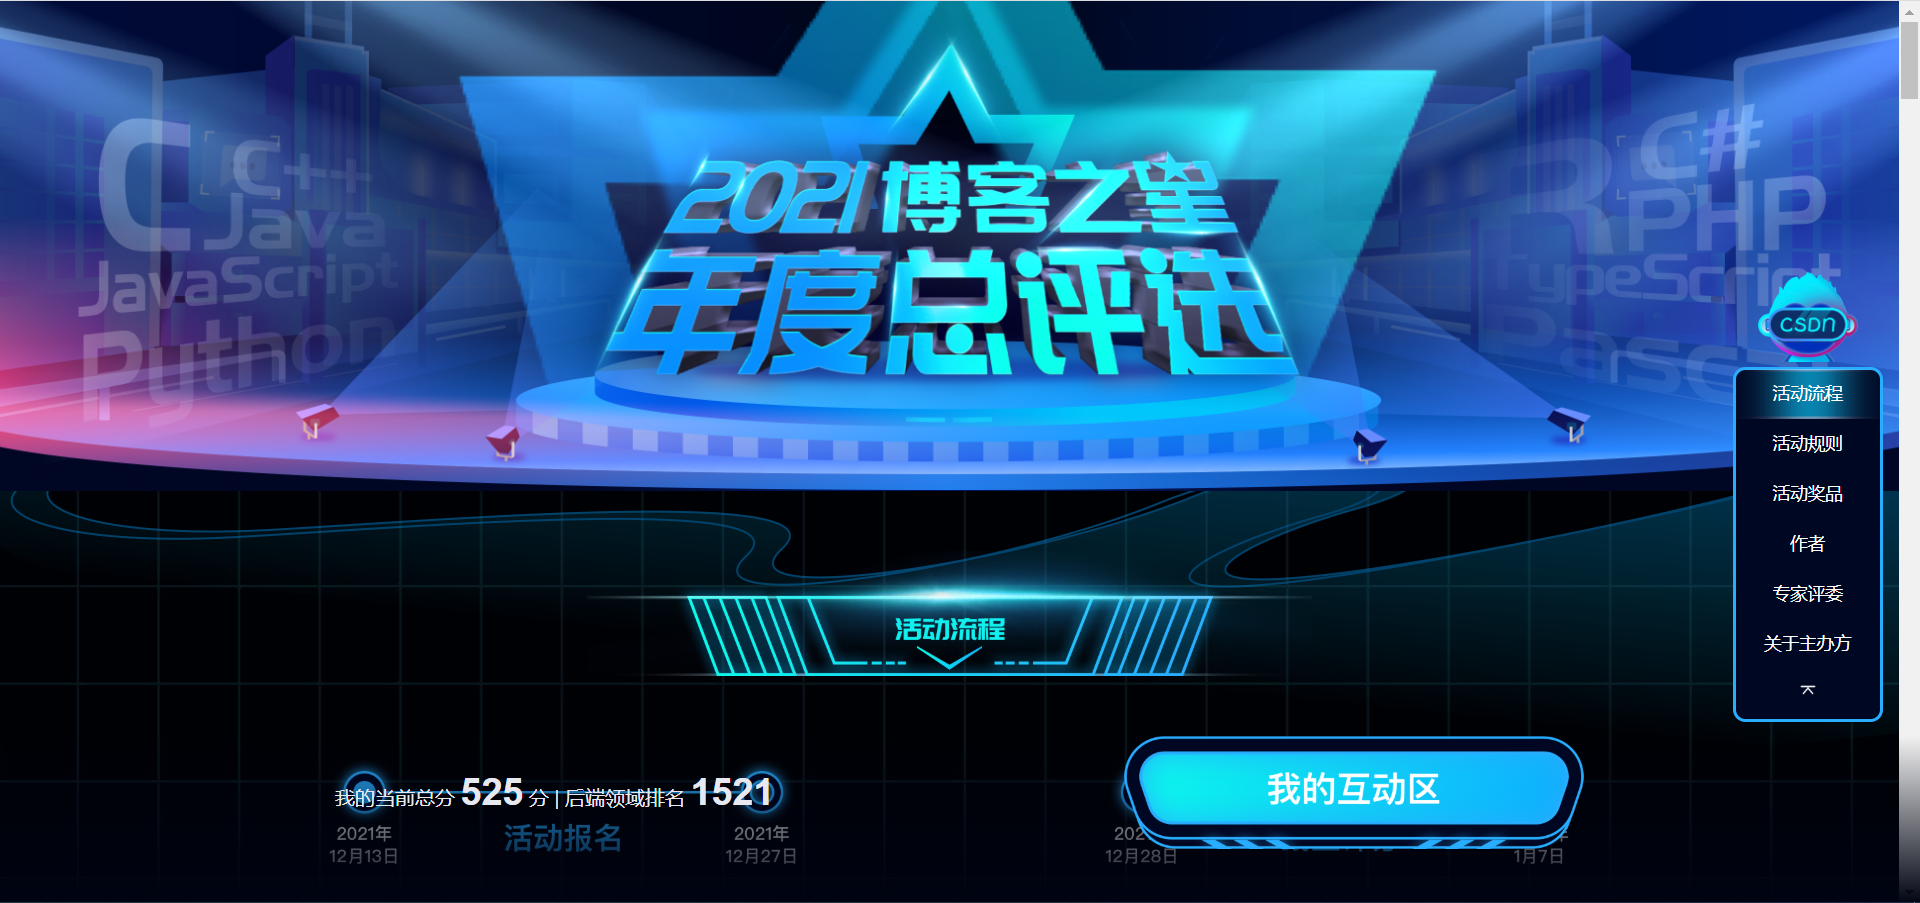 2021博客之星
年度总评选
C
C++
Java
JavaScript
Python
R
C#
PHP
TypeScript
Pascal
CSDN
活动流程
活动规则
活动奖品
作者
专家评委
关于主办方
活动流程
我的当前总分 525 分 | 后端领域排名 1521
我的互动区
2021年
12月13日
活动报名
2021年
12月27日
12月28日
1月7日